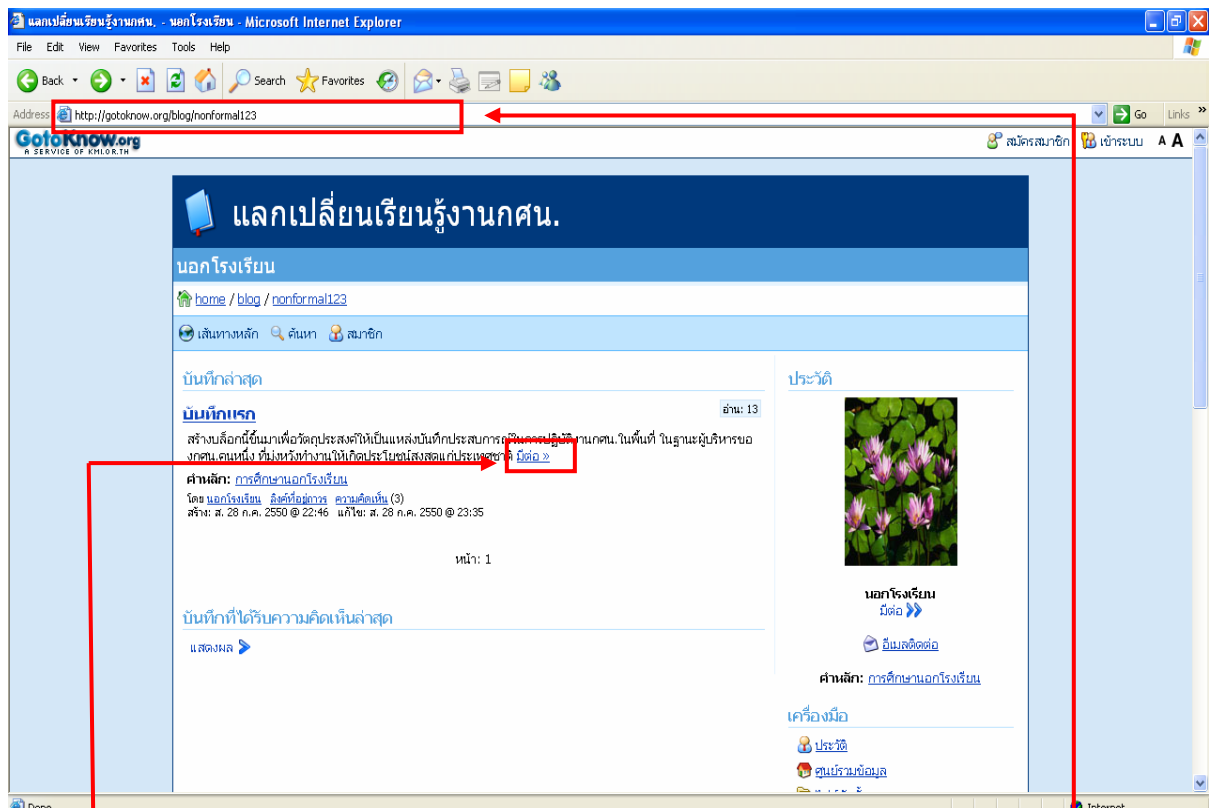 แลกเปลี่ยนเรียนรู้งานกศน. - นอกโรงเรียน - Microsoft Internet Explorer
File Edit View Favorites Tools Help
Back Search Favorites
Address http://gotoknow.org/blog/nonformal123 Go Links »
GotoKnow.org สมัครสมาชิก เข้าระบบ A A
A SERVICE OF KMI.OR.TH
แลกเปลี่ยนเรียนรู้งานกศน.
นอกโรงเรียน
home / blog / nonformal123
เส้นทางหลัก ค้นหา สมาชิก
บันทึกล่าสุด
บันทึกแรก อ่าน: 13
สร้างบล็อกนี้ขึ้นมาเพื่อวัตถุประสงค์ให้เป็นแหล่งบันทึกประสบการณ์ในการปฏิบัติงานกศน.ในพื้นที่ ในฐานะผู้บริหารขอ
งกศน.คนหนึ่ง ที่มุ่งหวังทำงานให้เกิดประโยชน์สูงสุดแก่ประเทศชาติ มีต่อ »
คำหลัก: การศึกษานอกโรงเรียน
โดย นอกโรงเรียน ลิงค์ที่อยู่ถาวร ความคิดเห็น (3)
สร้าง: ส. 28 ก.ค. 2550 @ 22:46 แก้ไข: ส. 28 ก.ค. 2550 @ 23:35
หน้า: 1
บันทึกที่ได้รับความคิดเห็นล่าสุด
แสดงผล
ประวัติ
นอกโรงเรียน
มีต่อ
อีเมลติดต่อ
คำหลัก: การศึกษานอกโรงเรียน
เครื่องมือ
ประวัติ
ศูนย์รวมข้อมูล
Done Internet